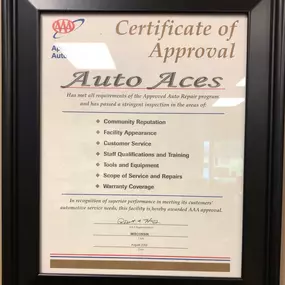 AAA
Certificate of
Approval
Auto Aces
Has met all requirements of the Approved Auto Repair program
and has passed a stringent inspection in the areas of:
Community Reputation
Facility Appearance
Customer Service
Staff Qualifications and Training
Tools and Equipment
Scope of Service and Repairs
Warranty Coverage
In recognition of superior performance in meeting its customers'
automotive service needs, this facility is hereby awarded AAA approval.